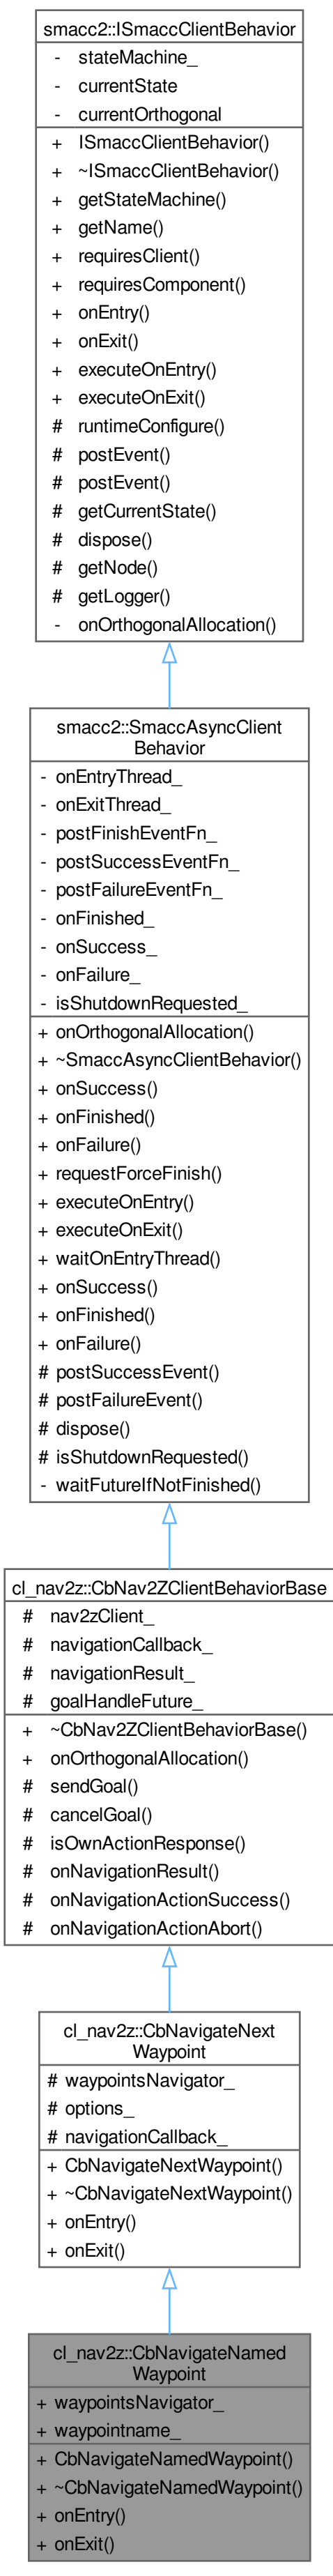 smacc2::ISmaccClientBehavior
- stateMachine_
- currentState
- currentOrthogonal
+ ISmaccClientBehavior()
+ ~ISmaccClientBehavior()
+ getStateMachine()
+ getName()
+ requiresClient()
+ requiresComponent()
+ onEntry()
+ onExit()
+ executeOnEntry()
+ executeOnExit()
# runtimeConfigure()
# postEvent()
# postEvent()
# getCurrentState()
# dispose()
# getNode()
# getLogger()
- onOrthogonalAllocation()
smacc2::SmaccAsyncClient
Behavior
- onEntryThread_
- onExitThread_
- postFinishEventFn_
- postSuccessEventFn_
- postFailureEventFn_
- onFinished_
- onSuccess_
- onFailure_
- isShutdownRequested_
+ onOrthogonalAllocation()
+ ~SmaccAsyncClientBehavior()
+ onSuccess()
+ onFinished()
+ onFailure()
+ requestForceFinish()
+ executeOnEntry()
+ executeOnExit()
+ waitOnEntryThread()
+ onSuccess()
+ onFinished()
+ onFailure()
# postSuccessEvent()
# postFailureEvent()
# dispose()
# isShutdownRequested()
- waitFutureIfNotFinished()
cl_nav2z::CbNav2ZClientBehaviorBase
# nav2zClient_
# navigationCallback_
# navigationResult_
# goalHandleFuture_
+ ~CbNav2ZClientBehaviorBase()
+ onOrthogonalAllocation()
# sendGoal()
# cancelGoal()
# isOwnActionResponse()
# onNavigationResult()
# onNavigationActionSuccess()
# onNavigationActionAbort()
cl_nav2z::CbNavigateNext
Waypoint
# waypointsNavigator_
# options_
# navigationCallback_
+ CbNavigateNextWaypoint()
+ ~CbNavigateNextWaypoint()
+ onEntry()
+ onExit()
cl_nav2z::CbNavigateNamed
Waypoint
+ waypointsNavigator_
+ waypointname_
+ CbNavigateNamedWaypoint()
+ ~CbNavigateNamedWaypoint()
+ onEntry()
+ onExit()